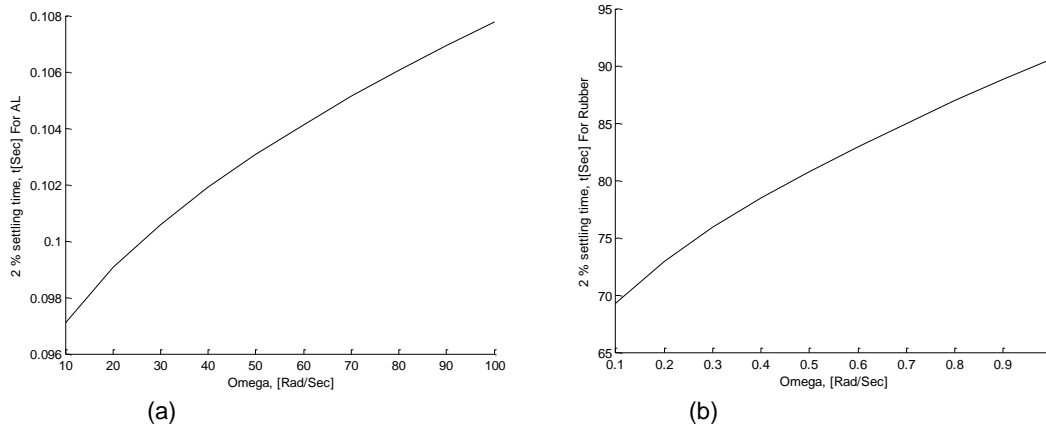 0.108
0.106
0.104
0.102
0.1
0.098
0.096
2 % settling time, t[Sec] For AL
10 20 30 40 50 60 70 80 90 100
Omega, [Rad/Sec]
(a)
95
90
85
80
75
70
65
2 % settling time, t[Sec] For Rubber
0.1 0.2 0.3 0.4 0.5 0.6 0.7 0.8 0.9
Omega, [Rad/Sec]
(b)